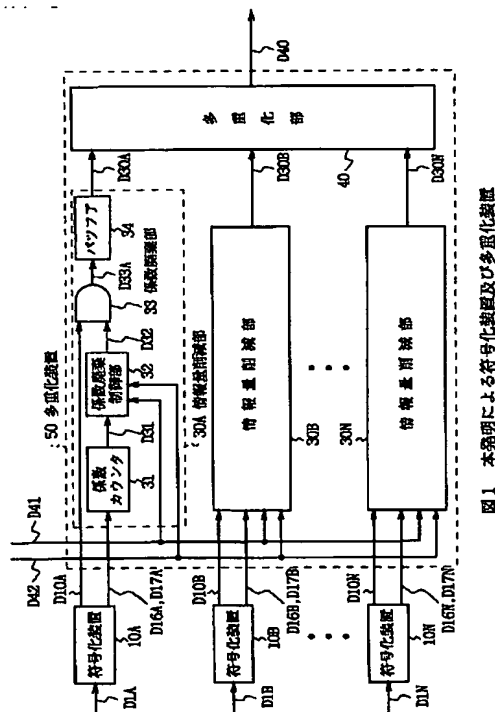 D40
多重化部
40
D30A
D30B
D30N
バッファ
34
D33A
33 係数廃棄部
D32
係数廃棄制御部
32
D31
係数カウンタ
31
50 多重化装置
30A 情報量削減部
情報量削減部
30B
情報量削減部
30N
D41
D42
D10A
D16A,D17A
D10B
D16B,D17B
D10N
D16N,D17N
符号化装置
10A
符号化装置
10B
符号化装置
10N
D1A
D1B
D1N
図1 本発明による符号化装置及び多重化装置